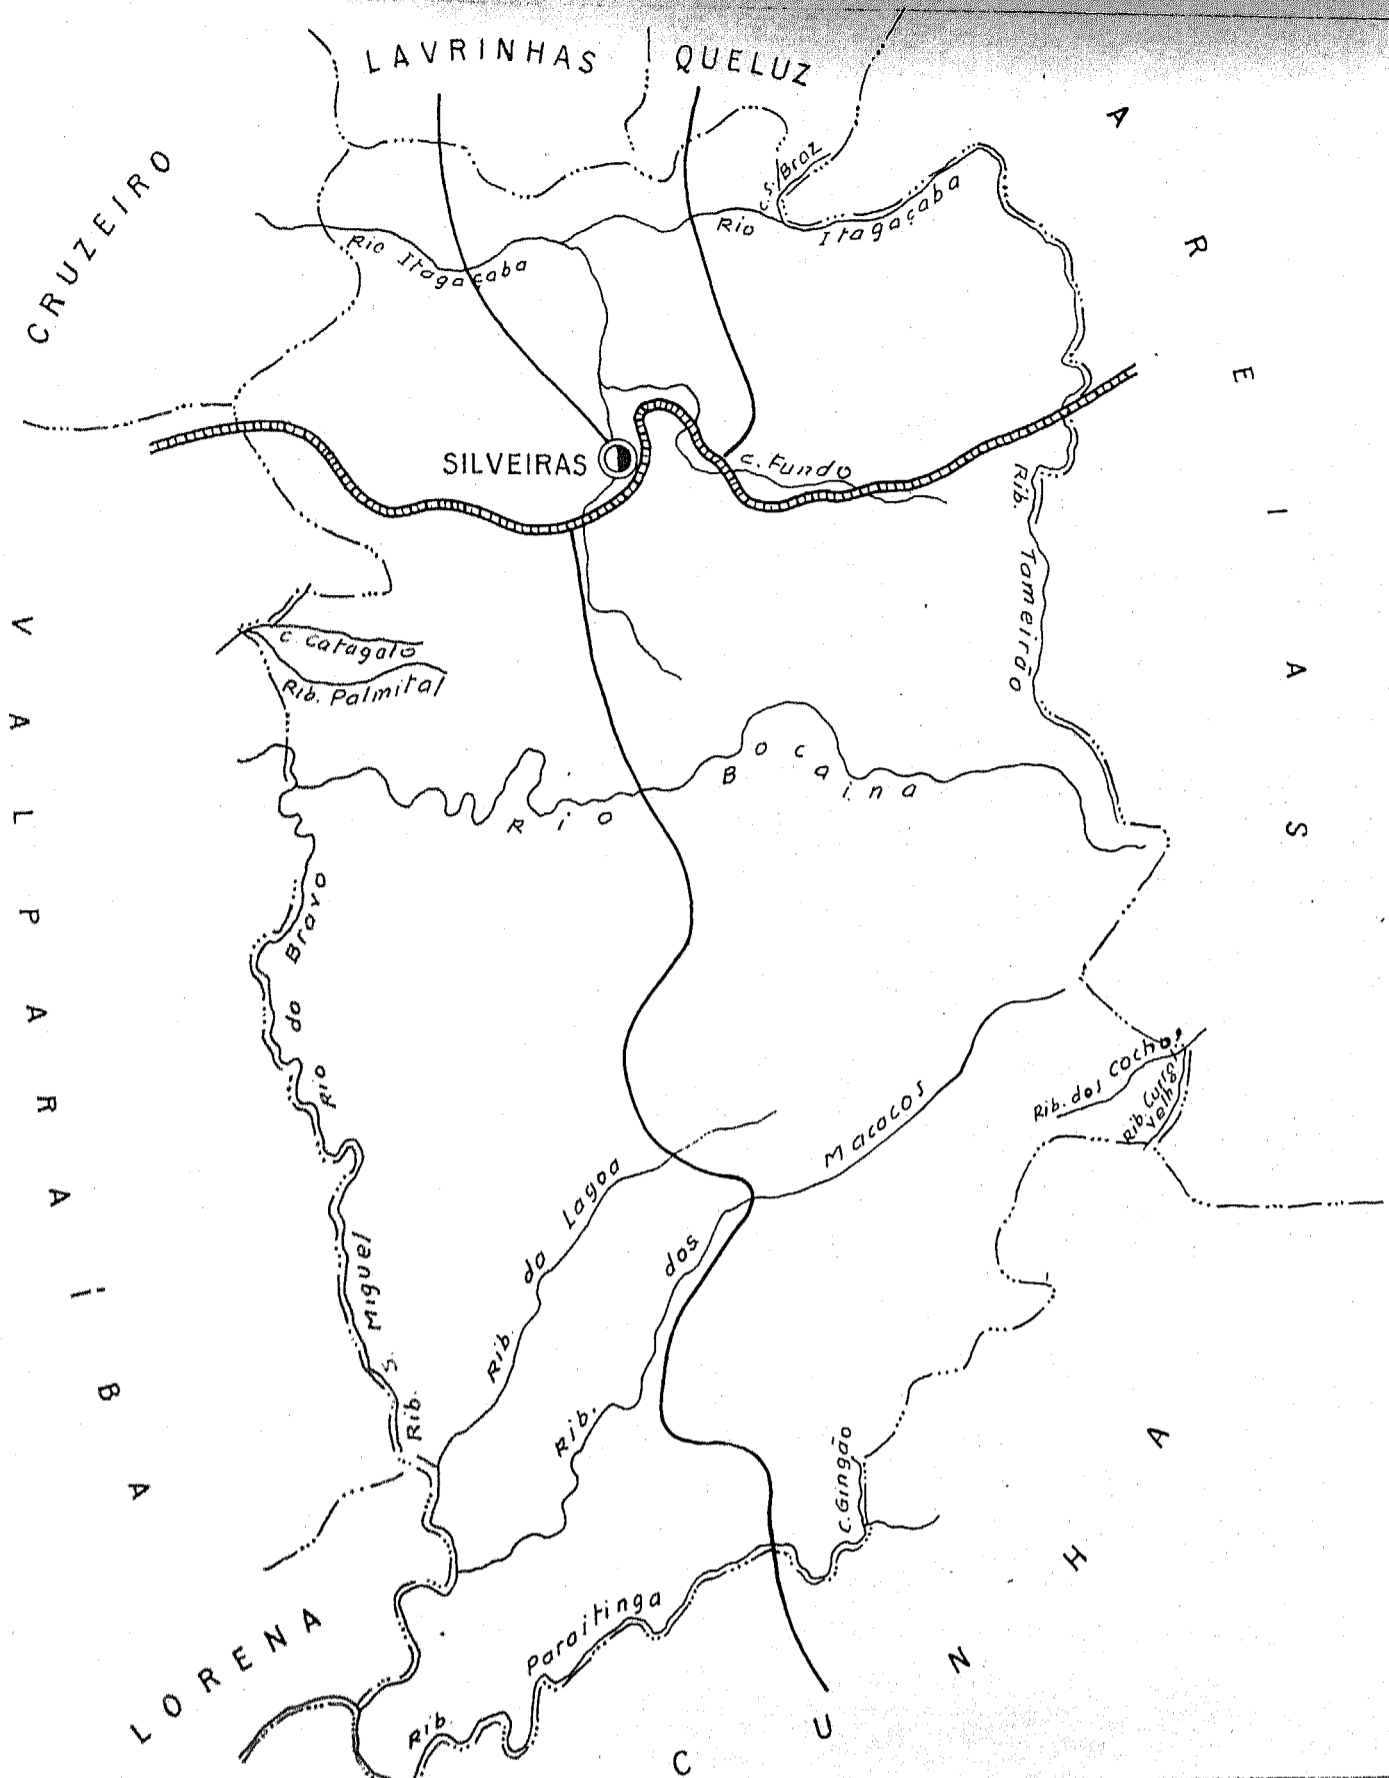 LAVRINHAS
QUELUZ
CRUZEIRO
AREIAS
C.S. Braz
Rio Itagaçaba
Rio Itagaçaba
SILVEIRAS
C. Fundo
Rib. Tameirão
C. Catagalo
Rib. Palmital
VALPARAÍBA
Rio Bocaina
Rio do Bravo
Rib. dos Cochos
Rib. Curral
Velho
Rib. dos Macacos
Rib. da Lagoa
Rib. S. Miguel
C. Gingão
Rib. Paraitinga
LORENA
CUNHA